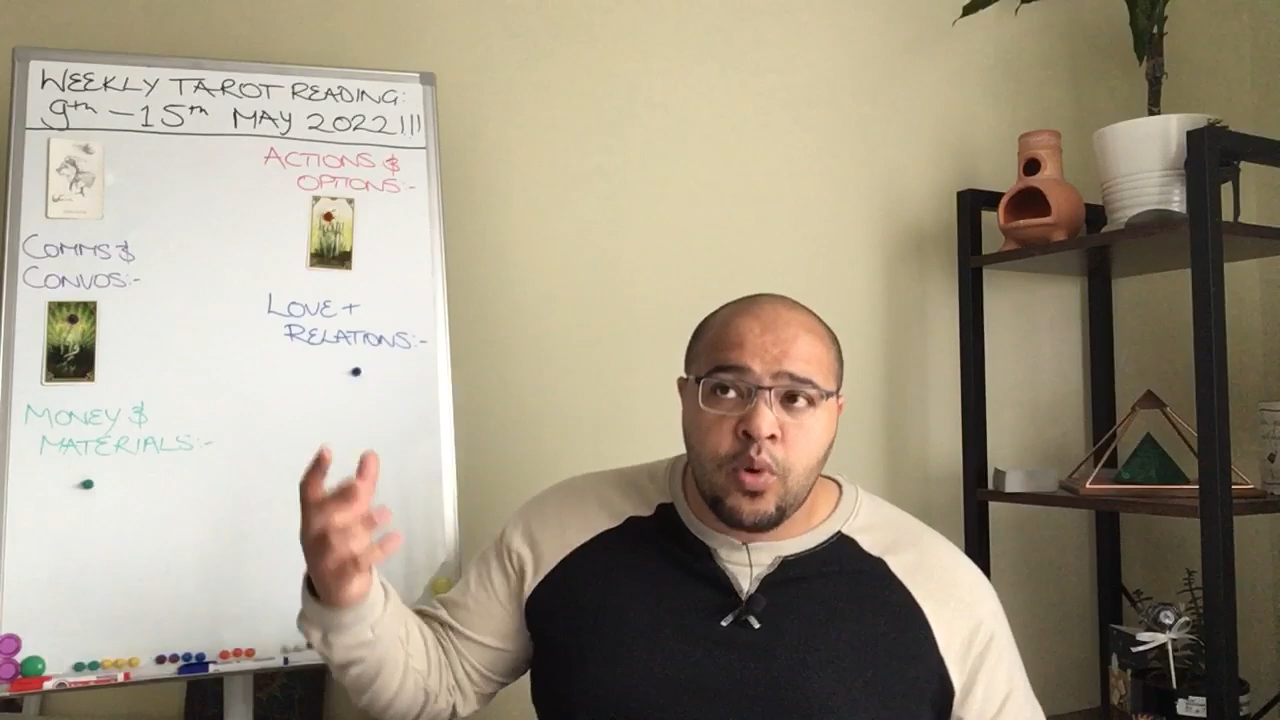 WEEKLY TAROT READING:
9th - 15th MAY 2022!!!
ACTIONS &
OPTIONS:-
COMMS &
CONVOS:-
LOVE +
RELATIONS:-
MONEY &
MATERIALS:-